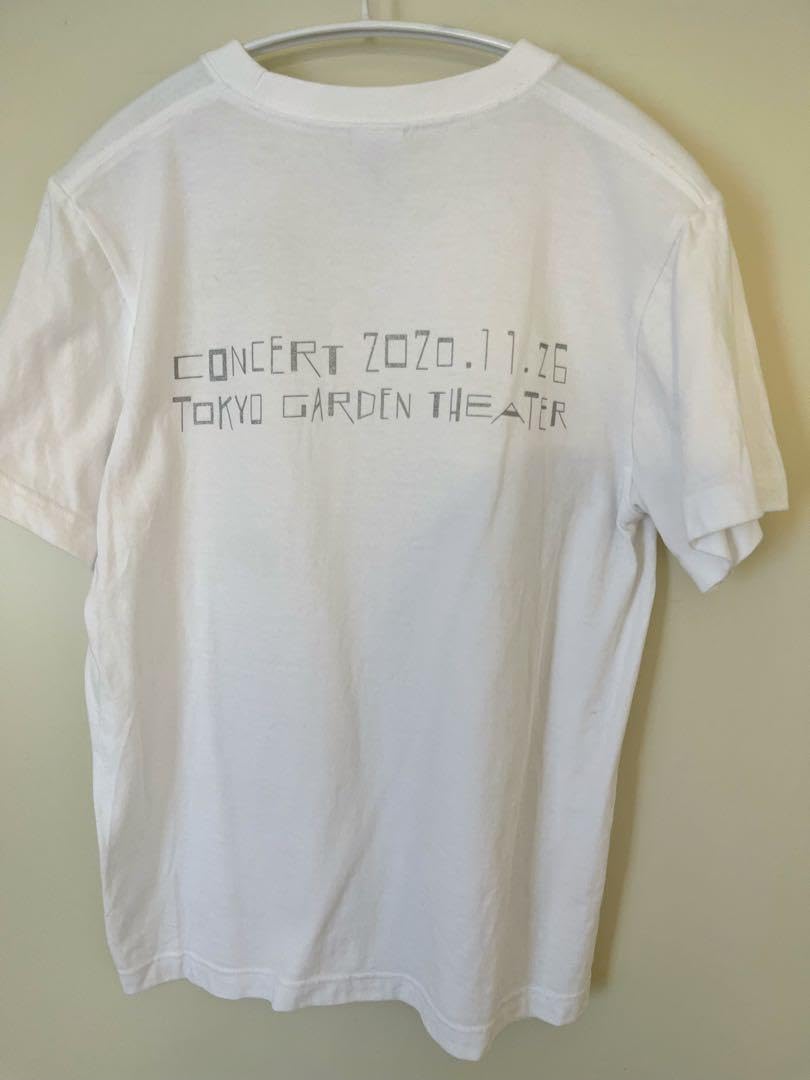 CONCERT 2020.11.26
TOKYO GARDEN THEATER